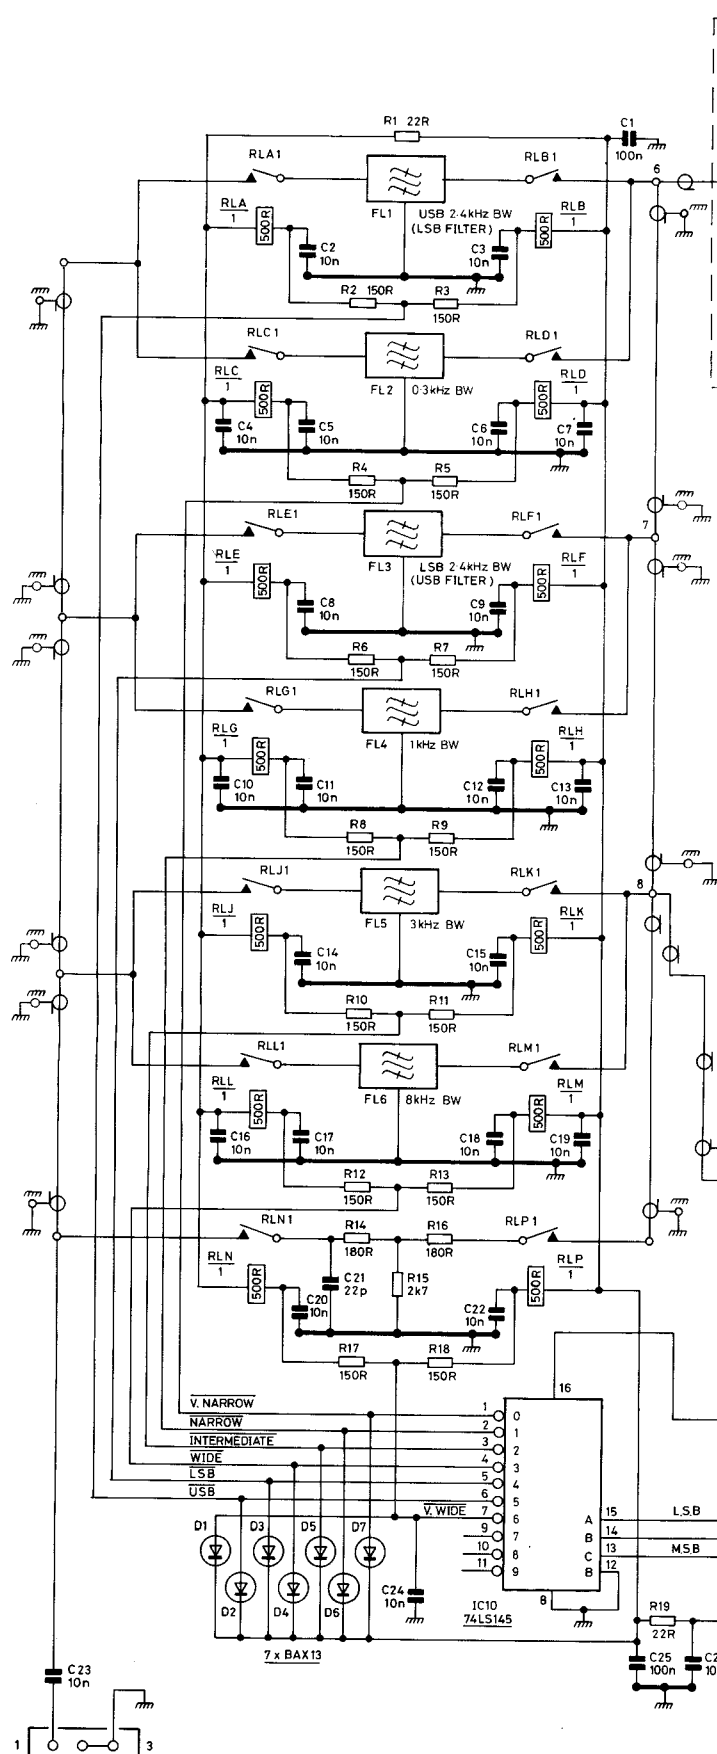 R1 22R
C1
100n
RLA1
RLB1
6
FL1
USB 2·4kHz BW
(LSB FILTER)
RLA
1
500R
RLB
1
500R
C2
10n
C3
10n
R2 150R
R3
150R
RLC1
RLD1
FL2
0·3kHz BW
RLC
1
500R
RLD
1
500R
C4
10n
C5
10n
C6
10n
C7
10n
R4
150R
R5
150R
RLE1
RLF1
7
FL3
LSB 2·4kHz BW
(USB FILTER)
RLE
1
500R
RLF
1
500R
C8
10n
C9
10n
R6
150R
R7
150R
RLG1
RLH1
FL4
1kHz BW
RLG
1
500R
RLH
1
500R
C10
10n
C11
10n
C12
10n
C13
10n
R8
150R
R9
150R
RLJ1
RLK1
8
FL5
3kHz BW
RLJ
1
500R
RLK
1
500R
C14
10n
C15
10n
R10
150R
R11
150R
RLL1
RLM1
FL6
8kHz BW
RLL
1
500R
RLM
1
500R
C16
10n
C17
10n
C18
10n
C19
10n
R12
150R
R13
150R
RLN1
R14
180R
R16
180R
RLP1
RLN
1
500R
C21
22p
R15
2k7
RLP
1
500R
C20
10n
C22
10n
R17
150R
R18
150R
16
V. NARROW
1
0
NARROW
2
1
INTERMEDIATE
3
2
WIDE
4
3
LSB
5
4
USB
6
5
V. WIDE
7
6
9
7
10
8
11
9
A
15
L.S.B
B
14
C
13
M.S.B
B
12
8
IC10
74LS145
D1
D3
D5
D7
D2
D4
D6
7 x BAX13
C24
10n
R19
22R
C25
100n
C2
10
C23
10n
1
3